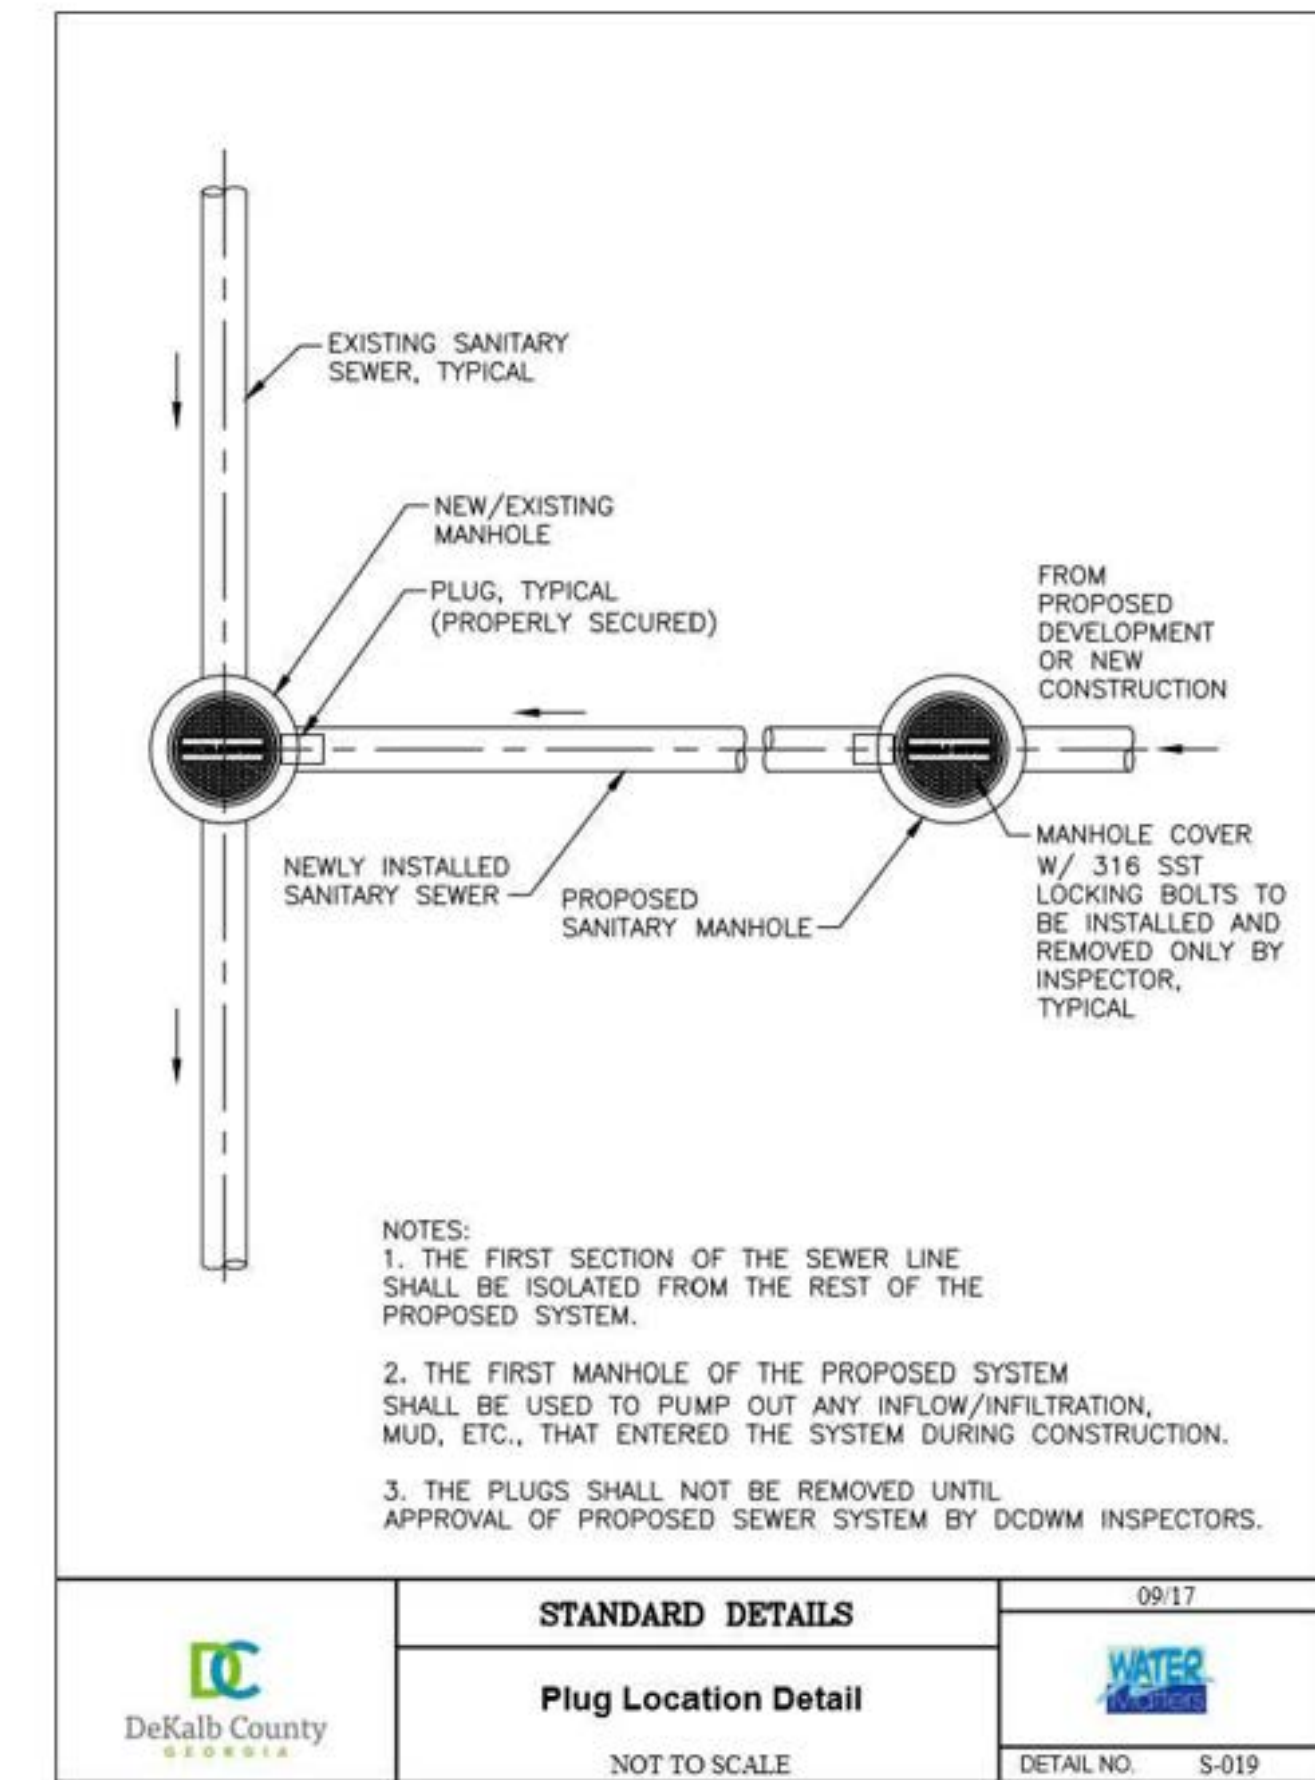 EXISTING SANITARY
SEWER, TYPICAL
NEW/EXISTING
MANHOLE
PLUG, TYPICAL
(PROPERLY SECURED)
FROM
PROPOSED
DEVELOPMENT
OR NEW
CONSTRUCTION
NEWLY INSTALLED
SANITARY SEWER
PROPOSED
SANITARY MANHOLE
MANHOLE COVER
W/ 316 SST
LOCKING BOLTS TO
BE INSTALLED AND
REMOVED ONLY BY
INSPECTOR,
TYPICAL
NOTES:
1. THE FIRST SECTION OF THE SEWER LINE
SHALL BE ISOLATED FROM THE REST OF THE
PROPOSED SYSTEM.
2. THE FIRST MANHOLE OF THE PROPOSED SYSTEM
SHALL BE USED TO PUMP OUT ANY INFLOW/INFILTRATION,
MUD, ETC., THAT ENTERED THE SYSTEM DURING CONSTRUCTION.
3. THE PLUGS SHALL NOT BE REMOVED UNTIL
APPROVAL OF PROPOSED SEWER SYSTEM BY DCDWM INSPECTORS.
DC
DeKalb County
GEORGIA
STANDARD DETAILS
Plug Location Detail
NOT TO SCALE
09/17
WATER
Matters
DETAIL NO. S-019